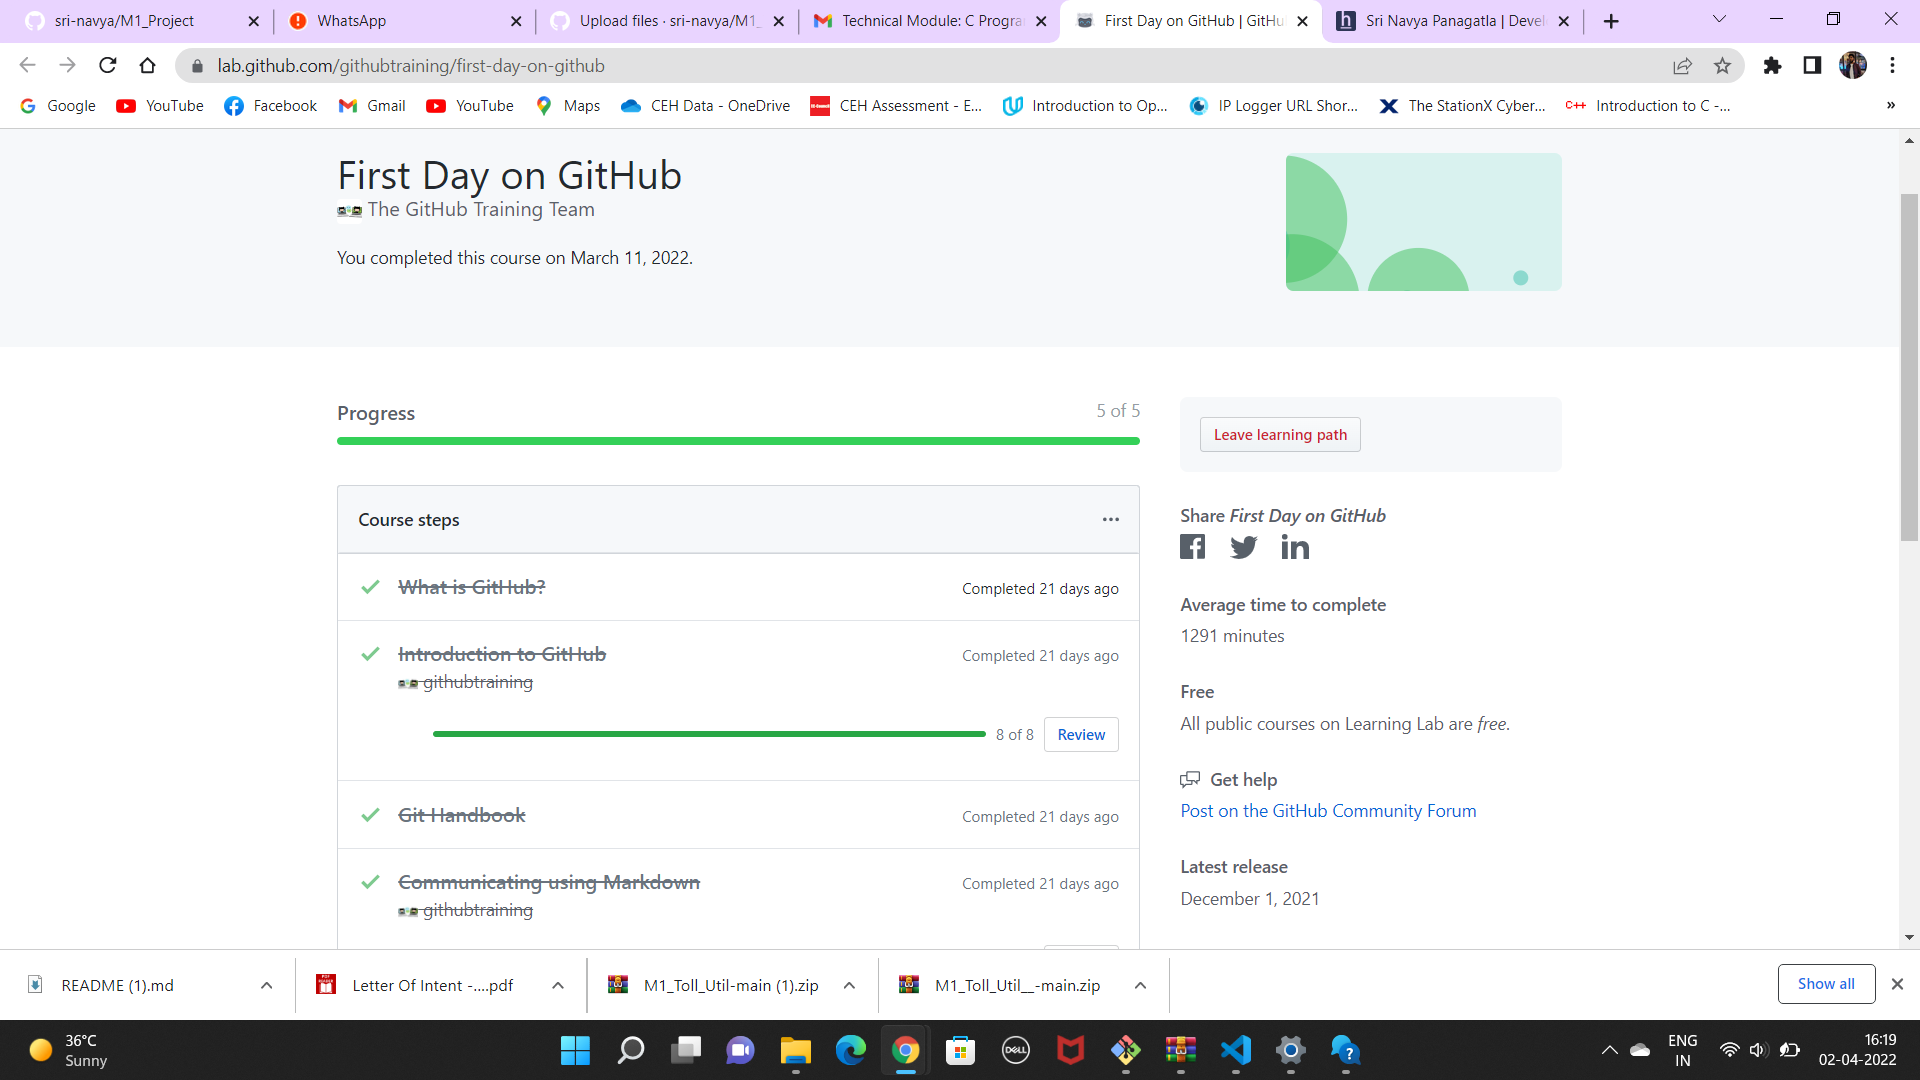 sri-navya/M1_Project
WhatsApp
Upload files · sri-navya/M1_
Technical Module: C Progra
First Day on GitHub | GitHu
Sri Navya Panagatla | Devel
lab.github.com/githubtraining/first-day-on-github
Google
YouTube
Facebook
Gmail
YouTube
Maps
CEH Data - OneDrive
CEH Assessment - E...
Introduction to Op...
IP Logger URL Shor...
The StationX Cyber...
C++
Introduction to C -...
»
First Day on GitHub
The GitHub Training Team
You completed this course on March 11, 2022.
Progress
5 of 5
Leave learning path
Course steps
What is GitHub?
Completed 21 days ago
Introduction to GitHub
Completed 21 days ago
githubtraining
8 of 8
Review
Git Handbook
Completed 21 days ago
Communicating using Markdown
Completed 21 days ago
githubtraining
Share First Day on GitHub
Average time to complete
1291 minutes
Free
All public courses on Learning Lab are free.
Get help
Post on the GitHub Community Forum
Latest release
December 1, 2021
README (1).md
Letter Of Intent -....pdf
M1_Toll_Util-main (1).zip
M1_Toll_Util__-main.zip
Show all
36°C
Sunny
DELL
ENG
IN
16:19
02-04-2022